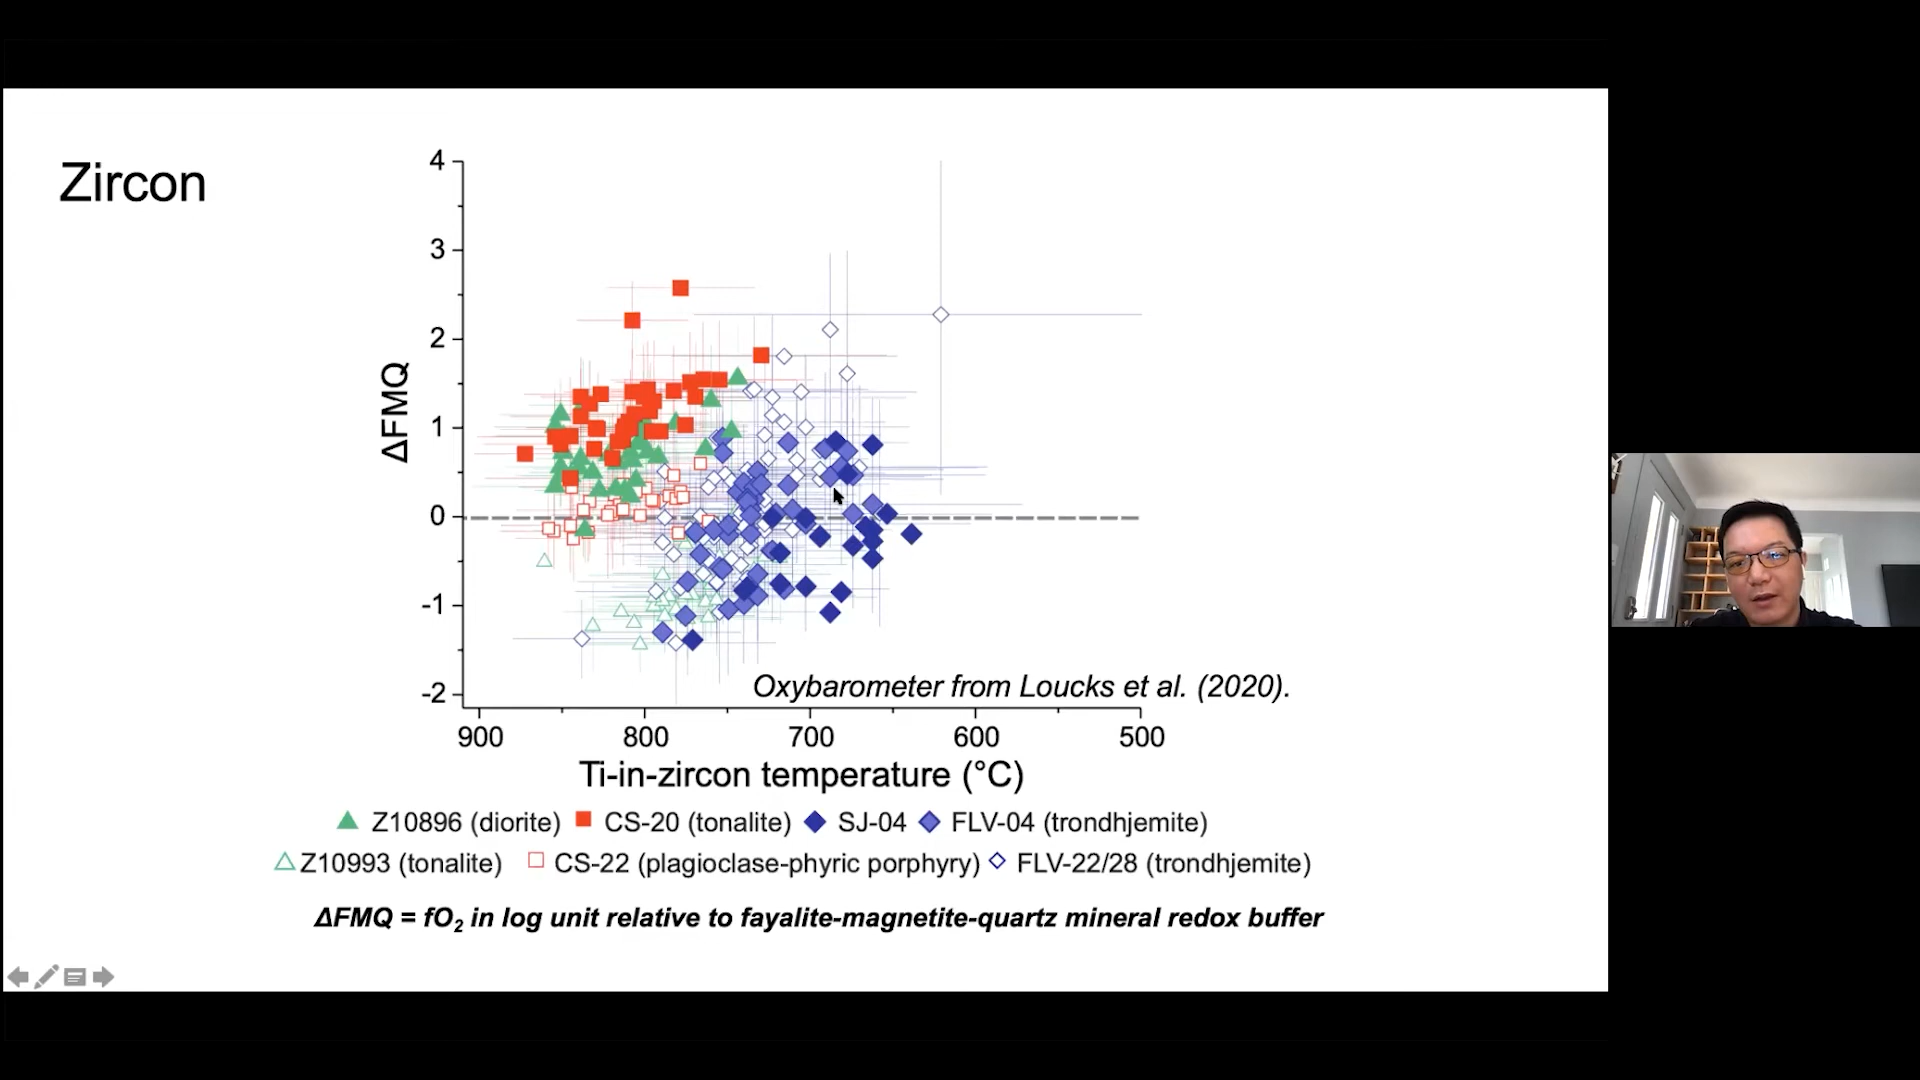 Zircon
4
3
2
1
0
-1
-2
ΔFMQ
Oxybarometer from Loucks et al. (2020).
900 800 700 600 500
Ti-in-zircon temperature (°C)
Z10896 (diorite) CS-20 (tonalite) SJ-04 FLV-04 (trondhjemite)
Z10993 (tonalite) CS-22 (plagioclase-phyric porphyry) FLV-22/28 (trondhjemite)
ΔFMQ = fO₂ in log unit relative to fayalite-magnetite-quartz mineral redox buffer